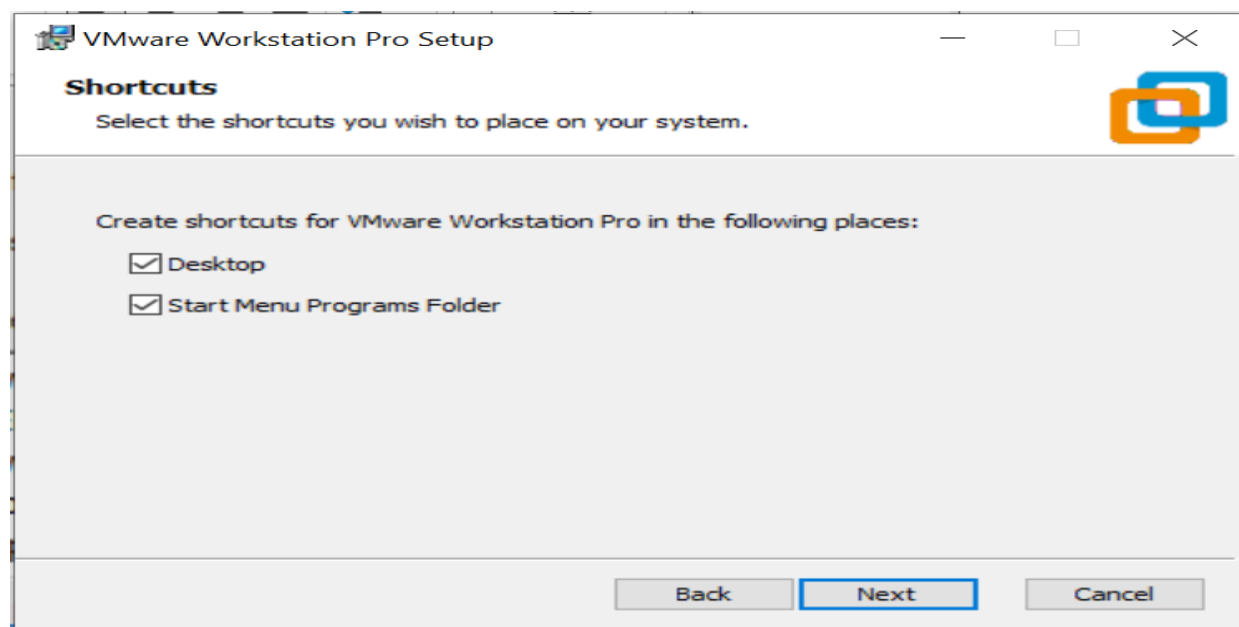 VMware Workstation Pro Setup
Shortcuts
Select the shortcuts you wish to place on your system.
Create shortcuts for VMware Workstation Pro in the following places:
Desktop
Start Menu Programs Folder
Back Next Cancel